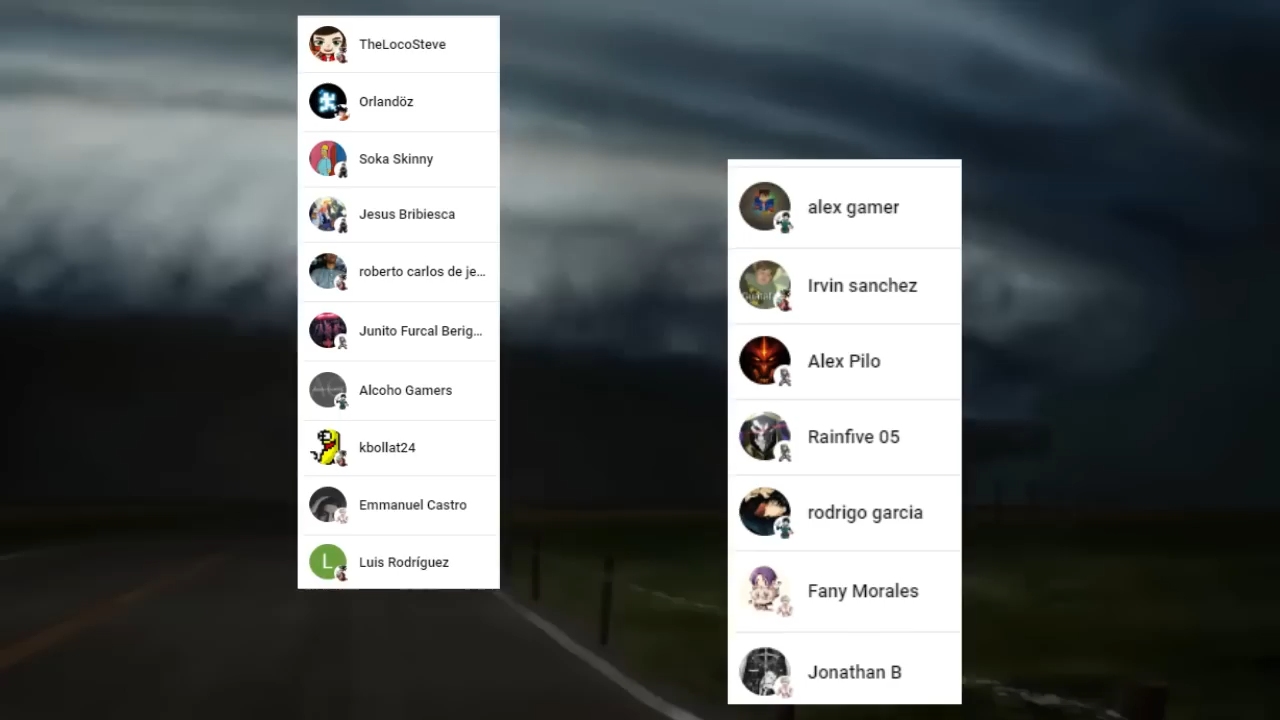 TheLocoSteve
Orlandöz
Soka Skinny
Jesus Bribiesca
roberto carlos de je...
Junito Furcal Berig...
Alcoho Gamers
kbollat24
Emmanuel Castro
L
Luis Rodríguez
alex gamer
Irvin sanchez
Alex Pilo
Rainfive 05
rodrigo garcia
Fany Morales
Jonathan B